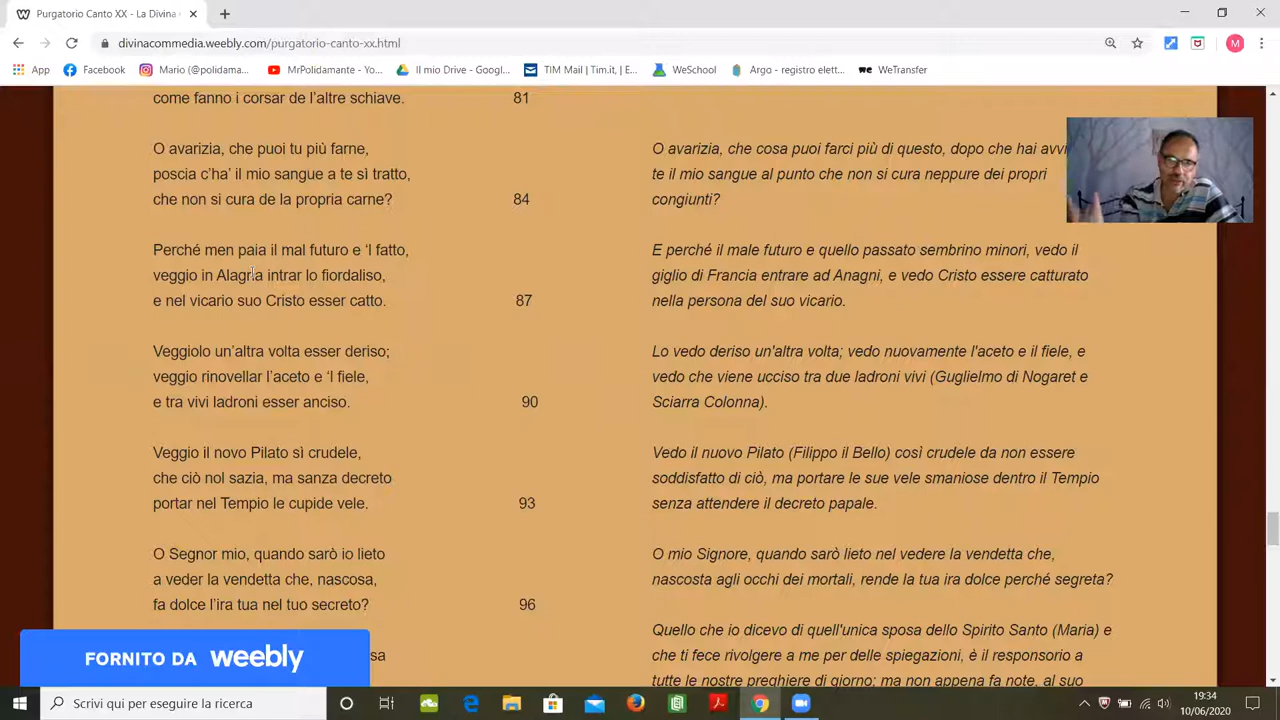 Purgatorio Canto XX - La Divina
divinacommedia.weebly.com/purgatorio-canto-xx.html
M
App Facebook Mario (@polidama... MrPolidamante - Yo... Il mio Drive - Googl... TIM Mail | Tim.it, | E... WeSchool Argo - registro elett... WeTransfer
come fanno i corsar de l'altre schiave. 81
O avarizia, che puoi tu più farne,
poscia c'ha' il mio sangue a te sì tratto,
che non si cura de la propria carne? 84
Perché men paia il mal futuro e 'l fatto,
veggio in Alagna intrar lo fiordaliso,
e nel vicario suo Cristo esser catto. 87
Veggiolo un'altra volta esser deriso;
veggio rinovellar l'aceto e 'l fiele,
e tra vivi ladroni esser anciso. 90
Veggio il novo Pilato sì crudele,
che ciò nol sazia, ma sanza decreto
portar nel Tempio le cupide vele. 93
O Segnor mio, quando sarò io lieto
a veder la vendetta che, nascosa,
fa dolce l'ira tua nel tuo secreto? 96
O avarizia, che cosa puoi farci più di questo, dopo che hai avvi
te il mio sangue al punto che non si cura neppure dei propri
congiunti?
E perché il male futuro e quello passato sembrino minori, vedo il
giglio di Francia entrare ad Anagni, e vedo Cristo essere catturato
nella persona del suo vicario.
Lo vedo deriso un'altra volta; vedo nuovamente l'aceto e il fiele, e
vedo che viene ucciso tra due ladroni vivi (Guglielmo di Nogaret e
Sciarra Colonna).
Vedo il nuovo Pilato (Filippo il Bello) così crudele da non essere
soddisfatto di ciò, ma portare le sue vele smaniose dentro il Tempio
senza attendere il decreto papale.
O mio Signore, quando sarò lieto nel vedere la vendetta che,
nascosta agli occhi dei mortali, rende la tua ira dolce perché segreta?
Quello che io dicevo di quell'unica sposa dello Spirito Santo (Maria) e
che ti fece rivolgere a me per delle spiegazioni, è il responsorio a
tutte le nostre preghiere di giorno; ma non appena fa note, al suo
sa
FORNITO DA weebly
Scrivi qui per eseguire la ricerca
19:34
10/06/2020